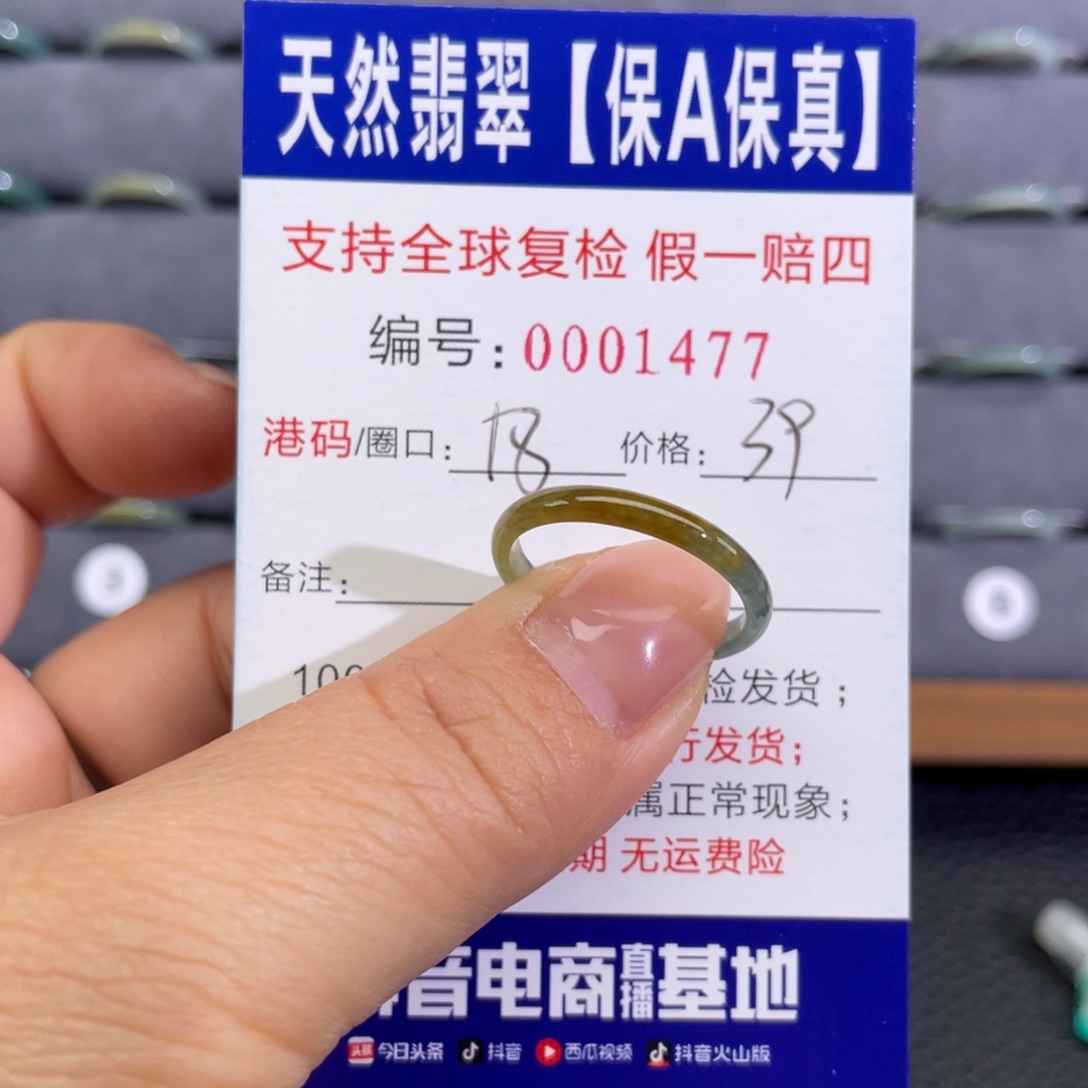 天然翡翠【保A保真】
支持全球复检 假一赔四
编号:0001477
港码/圈口: 18 价格: 39
备注:
检发货;
行发货;
属正常现象;
期 无运费险
音电商直播基地
头条 今日头条 抖音 西瓜视频 抖音火山版